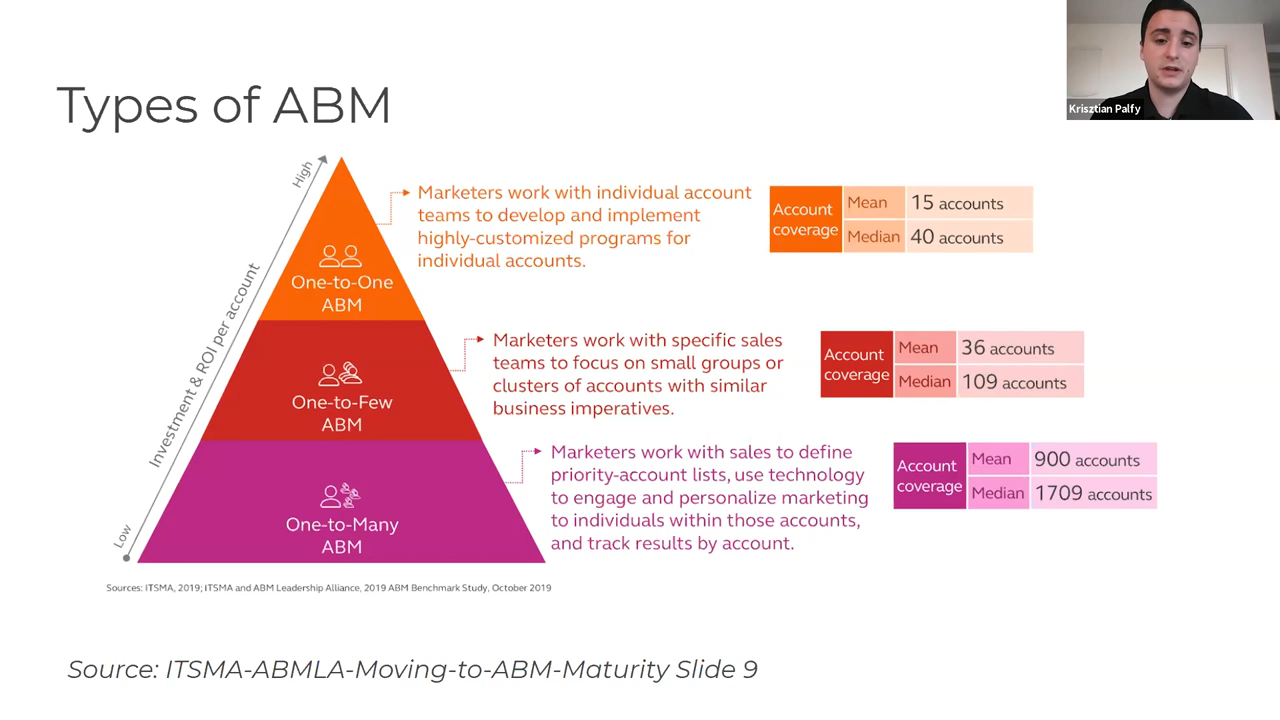 Types of ABM
Krisztian Palfy
High
Investment & ROI per account
Low
One-to-One
ABM
Marketers work with individual account
teams to develop and implement
highly-customized programs for
individual accounts.
Account
coverage
Mean
15 accounts
Median
40 accounts
One-to-Few
ABM
Marketers work with specific sales
teams to focus on small groups or
clusters of accounts with similar
business imperatives.
Account
coverage
Mean
36 accounts
Median
109 accounts
One-to-Many
ABM
Marketers work with sales to define
priority-account lists, use technology
to engage and personalize marketing
to individuals within those accounts,
and track results by account.
Account
coverage
Mean
900 accounts
Median
1709 accounts
Sources: ITSMA, 2019; ITSMA and ABM Leadership Alliance, 2019 ABM Benchmark Study, October 2019
Source: ITSMA-ABMLA-Moving-to-ABM-Maturity Slide 9